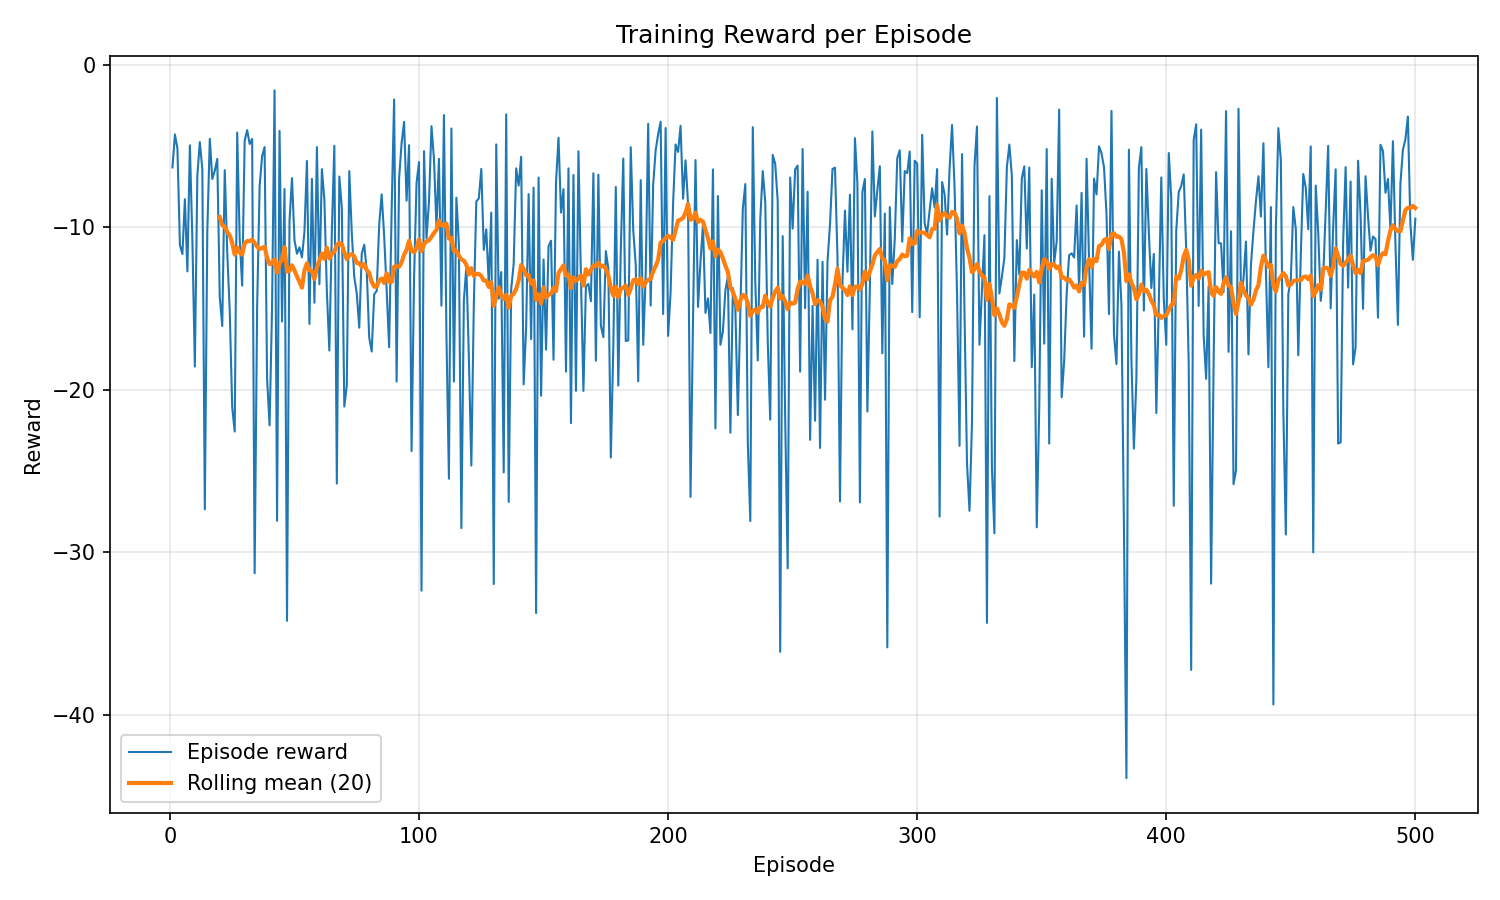 Training Reward per Episode
0
−10
−20
−30
−40
Reward
Episode reward
Rolling mean (20)
0 100 200 300 400 500
Episode